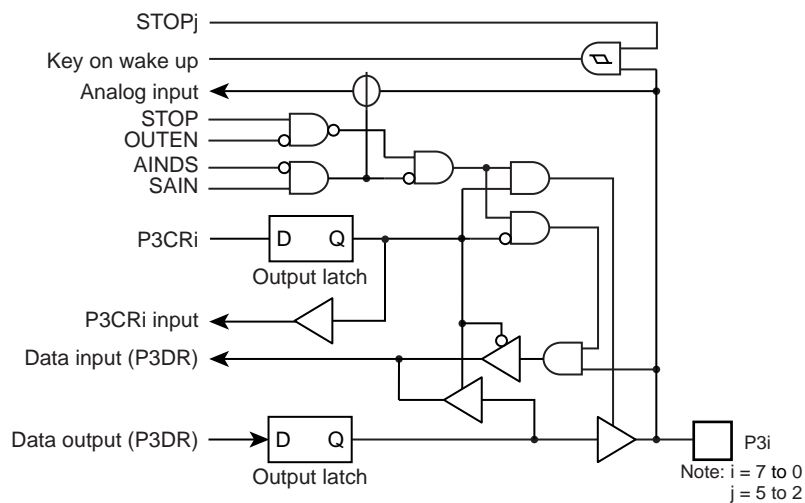 STOPj
Key on wake up
Analog input
STOP
OUTEN
AINDS
SAIN
P3CRi
D Q
Output latch
P3CRi input
Data input (P3DR)
Data output (P3DR)
D Q
Output latch
P3i
Note: i = 7 to 0
j = 5 to 2